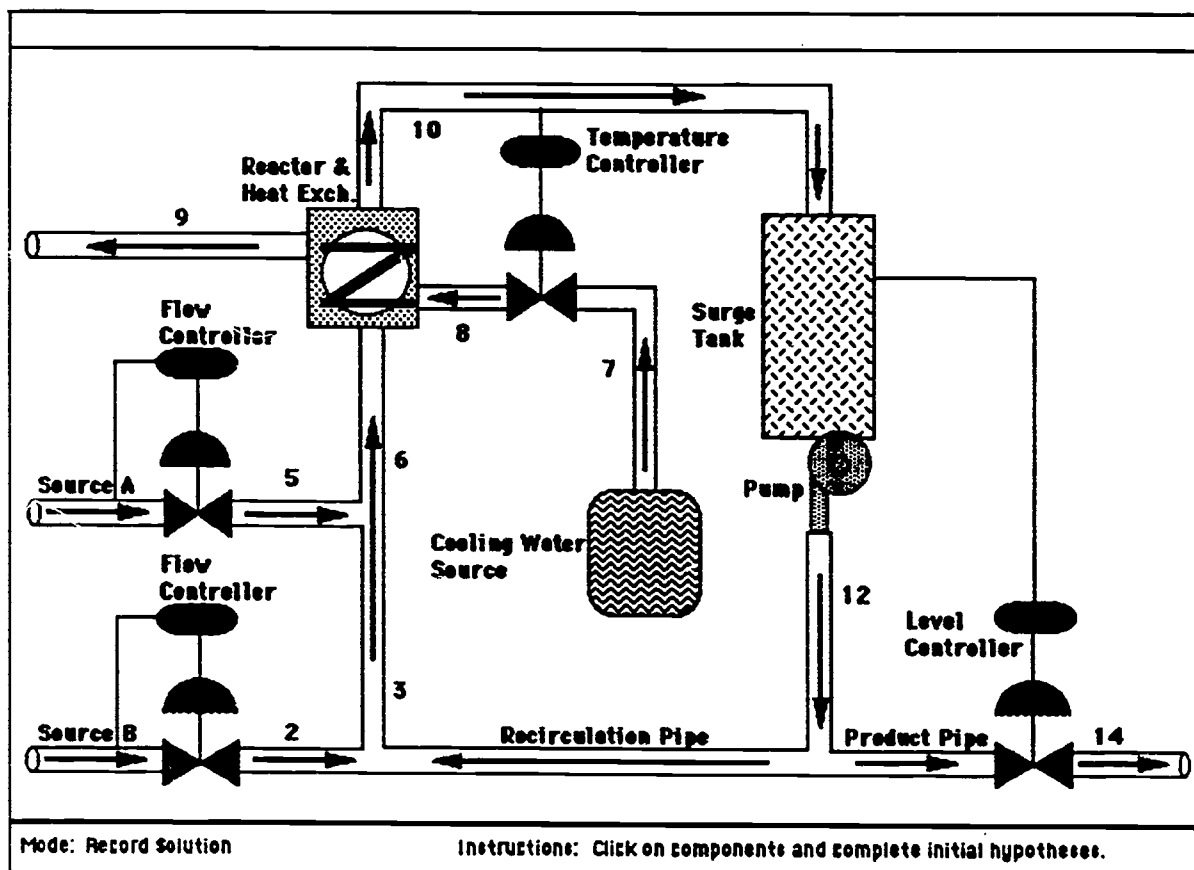 10
Temperature
Controller
Reactor &
Heat Exch.
9
Flow
Controller
8
Surge
Tank
7
6
Source A
5
Pump
Cooling Water
Source
Flow
Controller
12
Level
Controller
3
Source B
2
Recirculation Pipe
Product Pipe
14
Mode: Record Solution
Instructions: Click on components and complete initial hypotheses.